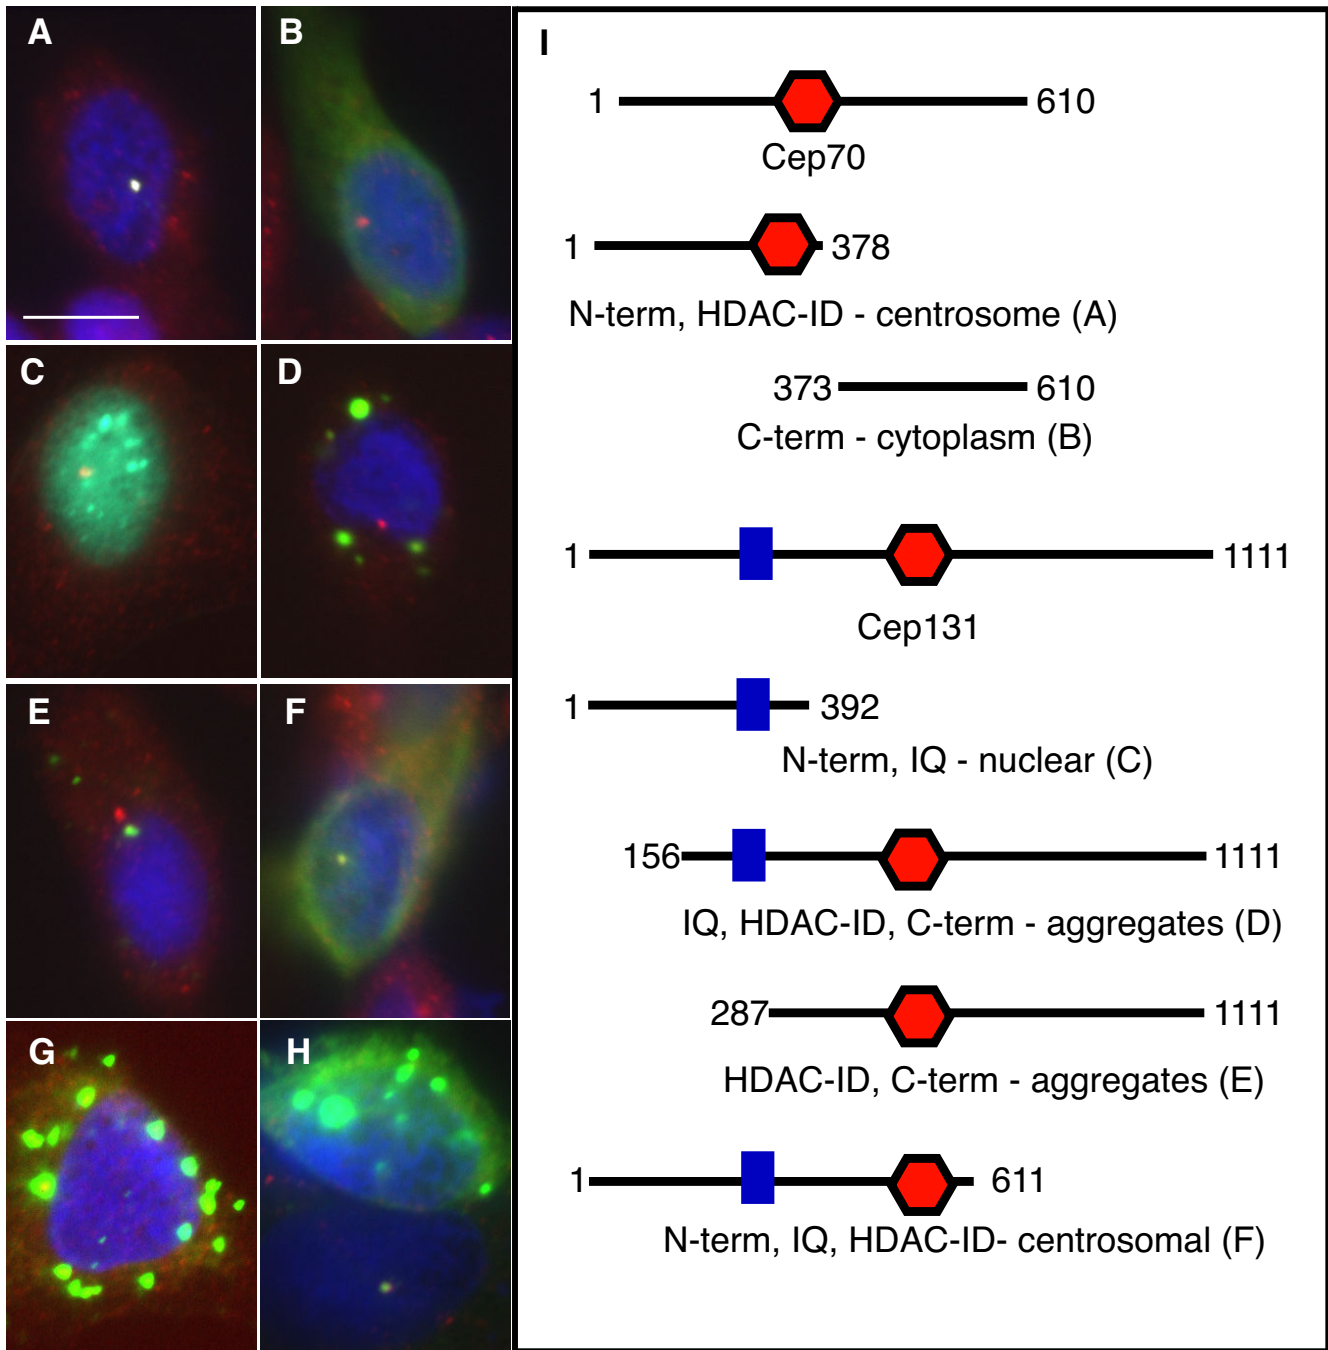 A
B
C
D
E
F
G
H
I
1 610
Cep70
1 378
N-term, HDAC-ID - centrosome (A)
373 610
C-term - cytoplasm (B)
1 1111
Cep131
1 392
N-term, IQ - nuclear (C)
156 1111
IQ, HDAC-ID, C-term - aggregates (D)
287 1111
HDAC-ID, C-term - aggregates (E)
1 611
N-term, IQ, HDAC-ID- centrosomal (F)